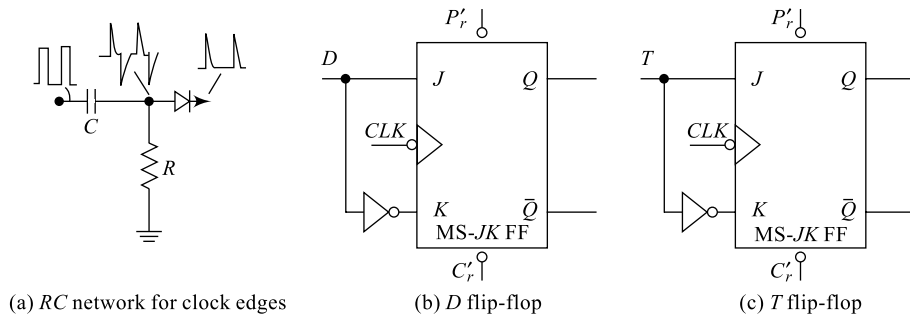 C
R
(a) RC network for clock edges
P′r
D
J
Q
CLK
K
Q̄
MS-JK FF
C′r
(b) D flip-flop
P′r
T
J
Q
CLK
K
Q̄
MS-JK FF
C′r
(c) T flip-flop